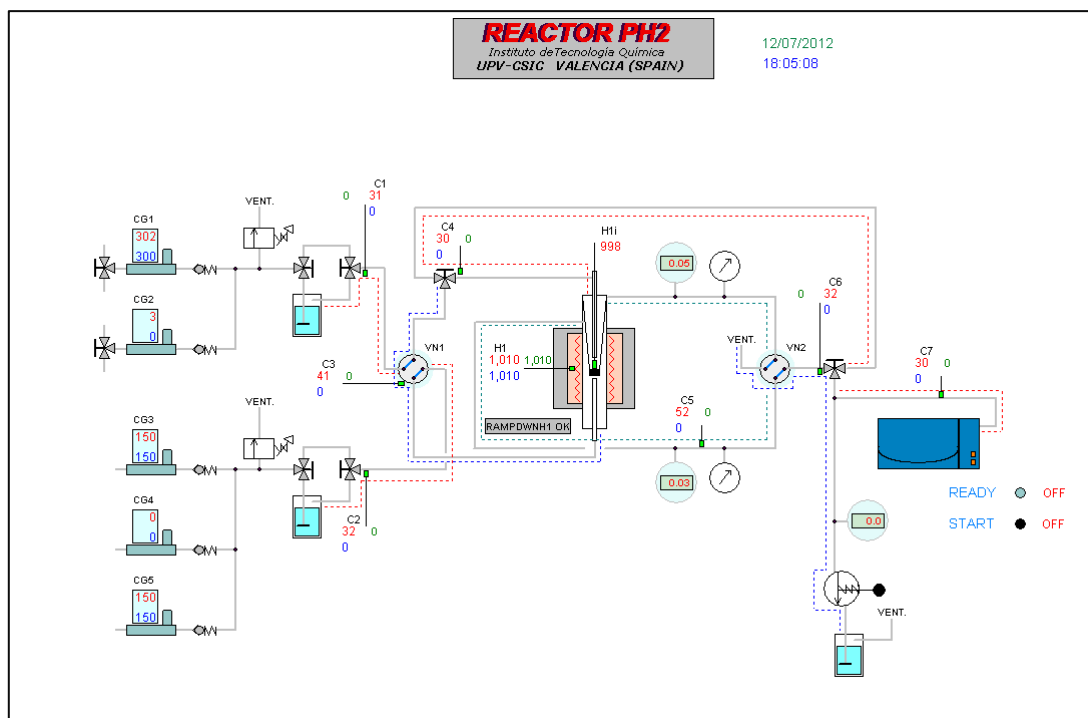 REACTOR PH2
Instituto deTecnología Química
UPV-CSIC VALENCIA (SPAIN)
12/07/2012
18:05:08
VENT.
CG1
302
300
CG2
3
0
C1
0
31
0
C4
30
0
0
H1i
998
0.05
C6
0
32
0
VN1
C3
41
0
0
H1
1,010
1,010
1,010
RAMPDWNH1 OK
VENT.
VN2
C7
30
0
0
C5
52
0
0
0.03
VENT.
CG3
150
150
CG4
0
0
CG5
150
150
C2
32
0
0
READY
OFF
START
OFF
0.0
VENT.